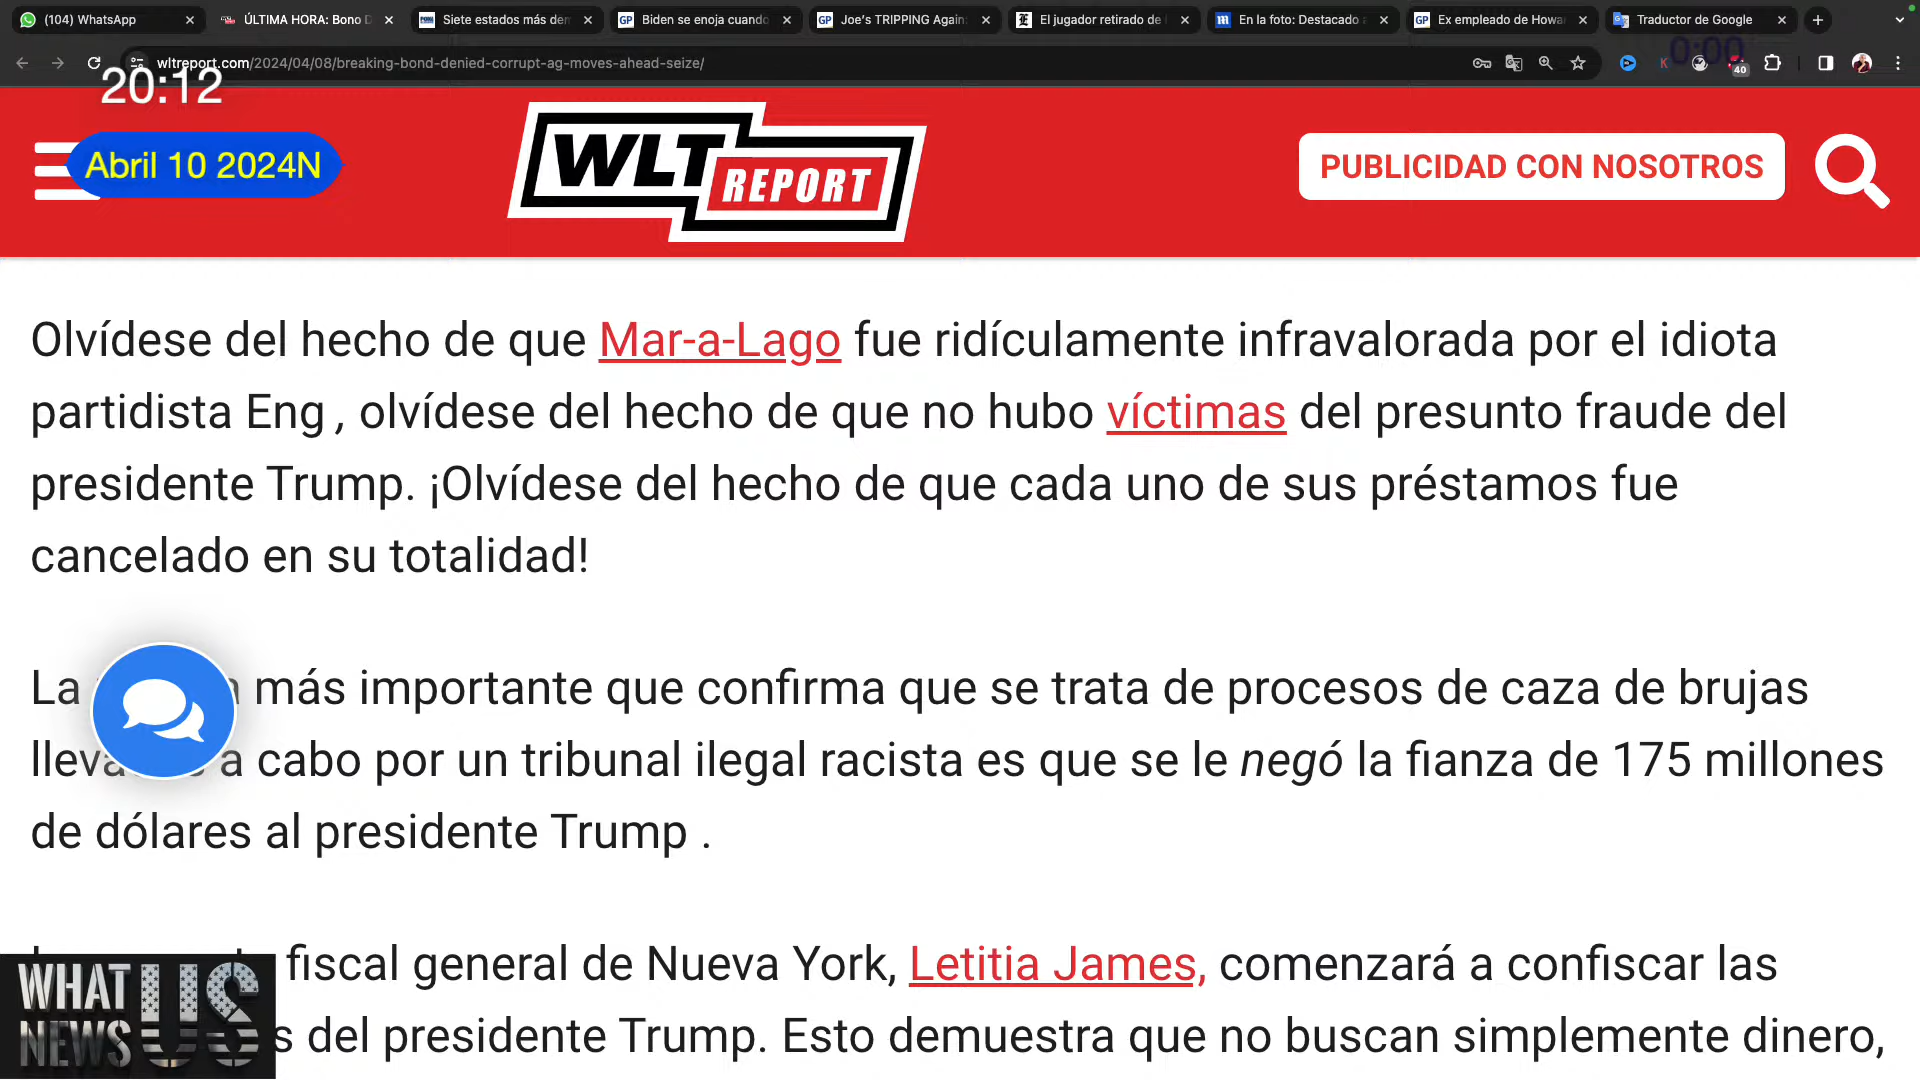 (104) WhatsApp
ÚLTIMA HORA: Bono D
Siete estados más den
Biden se enoja cuando
Joe's TRIPPING Again:
El jugador retirado de
En la foto: Destacado a
Ex empleado de Howa
Traductor de Google
wltreport.com/2024/04/08/breaking-bond-denied-corrupt-ag-moves-ahead-seize/
0:00
40
20:12
Abril 10 2024N
WLT
REPORT
PUBLICIDAD CON NOSOTROS
Olvídese del hecho de que Mar-a-Lago fue ridículamente infravalorada por el idiota
partidista Eng , olvídese del hecho de que no hubo víctimas del presunto fraude del
presidente Trump. ¡Olvídese del hecho de que cada uno de sus préstamos fue
cancelado en su totalidad!
La más importante que confirma que se trata de procesos de caza de brujas
a cabo por un tribunal ilegal racista es que se le negó la fianza de 175 millones
de dólares al presidente Trump .
fiscal general de Nueva York, Letitia James, comenzará a confiscar las
del presidente Trump. Esto demuestra que no buscan simplemente dinero,
WHAT
NEWS
US